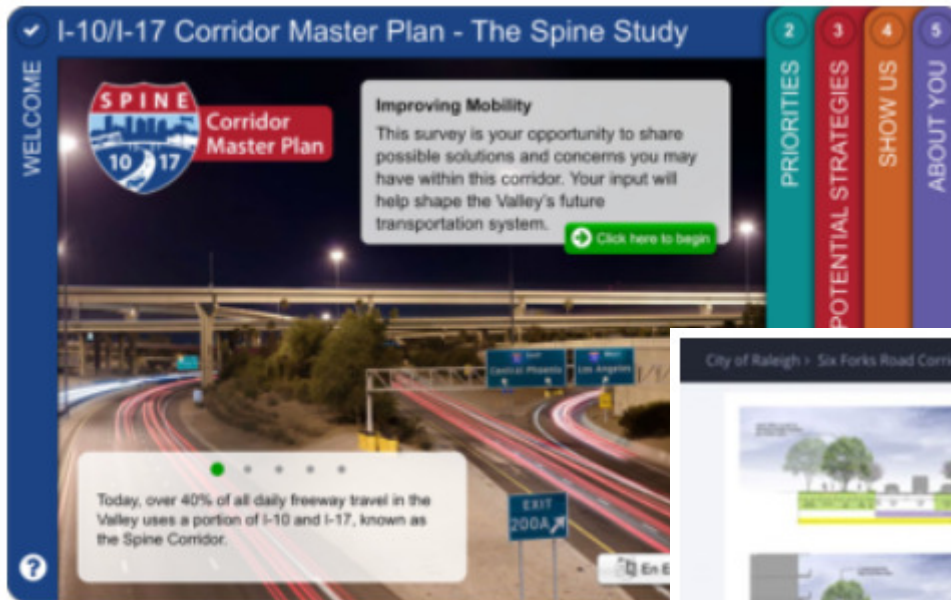 I-10/I-17 Corridor Master Plan - The Spine Study
WELCOME
SPINE
10 17
Corridor
Master Plan
Improving Mobility
This survey is your opportunity to share
possible solutions and concerns you may
have within this corridor. Your input will
help shape the Valley's future
transportation system.
Click here to begin
2
PRIORITIES
3
POTENTIAL STRATEGIES
4
SHOW US
5
ABOUT YOU
East
Central Phoenix
West
Los Angeles
EXIT
200A
Today, over 40% of all daily freeway travel in the
Valley uses a portion of I-10 and I-17, known as
the Spine Corridor.
?
En E
City of Raleigh › Six Forks Road Corr